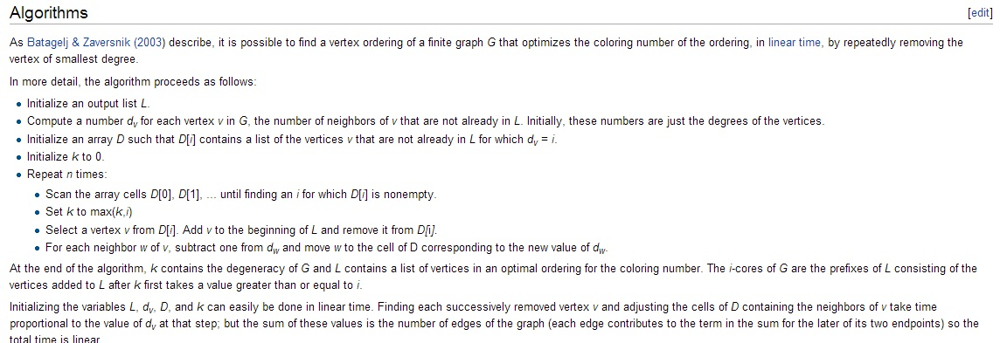 Algorithms [edit]
As Batagelj & Zaversnik (2003) describe, it is possible to find a vertex ordering of a finite graph G that optimizes the coloring number of the ordering, in linear time, by repeatedly removing the
vertex of smallest degree.
In more detail, the algorithm proceeds as follows:
• Initialize an output list L.
• Compute a number dv for each vertex v in G, the number of neighbors of v that are not already in L. Initially, these numbers are just the degrees of the vertices.
• Initialize an array D such that D[i] contains a list of the vertices v that are not already in L for which dv = i.
• Initialize k to 0.
• Repeat n times:
• Scan the array cells D[0], D[1], ... until finding an i for which D[i] is nonempty.
• Set k to max(k,i)
• Select a vertex v from D[i]. Add v to the beginning of L and remove it from D[i].
• For each neighbor w of v, subtract one from dw and move w to the cell of D corresponding to the new value of dw.
At the end of the algorithm, k contains the degeneracy of G and L contains a list of vertices in an optimal ordering for the coloring number. The i-cores of G are the prefixes of L consisting of the
vertices added to L after k first takes a value greater than or equal to i.
Initializing the variables L, dv, D, and k can easily be done in linear time. Finding each successively removed vertex v and adjusting the cells of D containing the neighbors of v take time
proportional to the value of dv at that step; but the sum of these values is the number of edges of the graph (each edge contributes to the term in the sum for the later of its two endpoints) so the
total time is linear